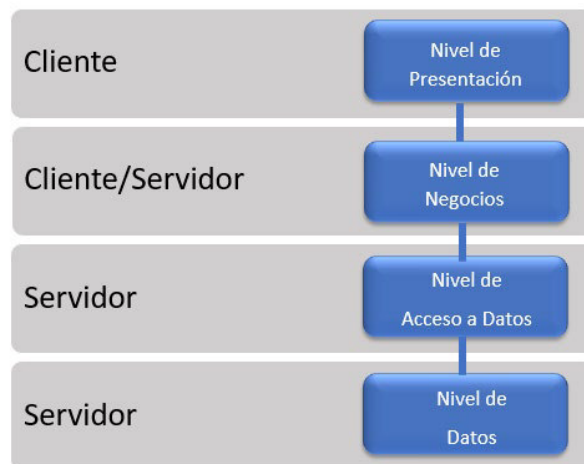 Cliente
Nivel de
Presentación
Cliente/Servidor
Nivel de
Negocios
Servidor
Nivel de
Acceso a Datos
Servidor
Nivel de
Datos